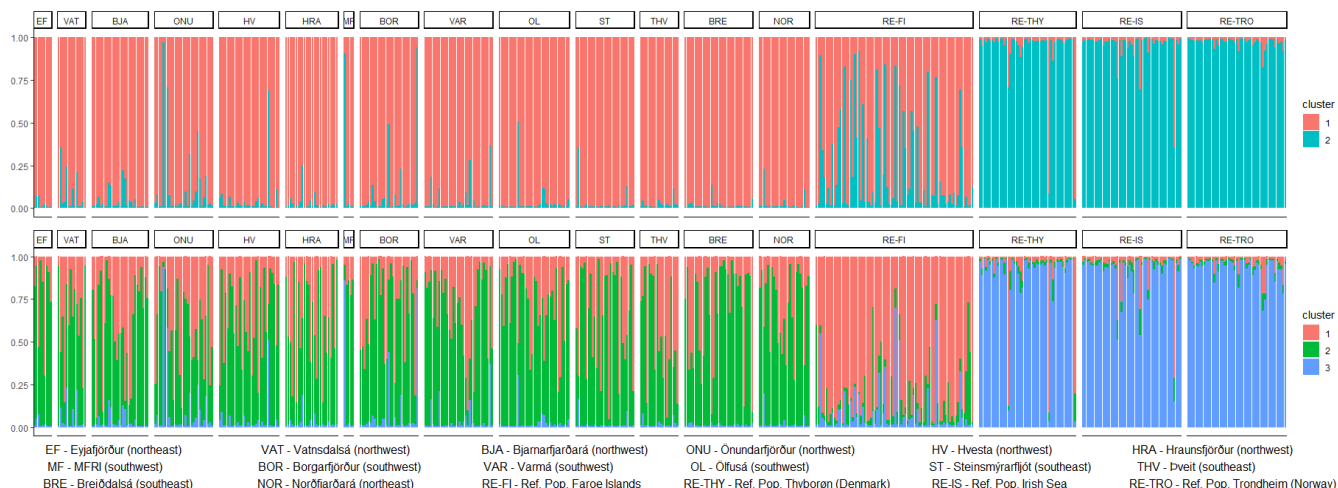 EF VAT BJA ONU HV HRA MF BOR VAR OL ST THV BRE NOR RE-FI RE-THY RE-IS RE-TRO
1.00
0.75
0.50
0.25
0.00
cluster
1
2
EF VAT BJA ONU HV HRA MF BOR VAR OL ST THV BRE NOR RE-FI RE-THY RE-IS RE-TRO
1.00
0.75
0.50
0.25
0.00
cluster
1
2
3
EF - Eyjafjörður (northeast) VAT - Vatnsdalsá (northwest) BJA - Bjarnarfjarðará (northwest) ONU - Önundarfjörður (northwest) HV - Hvesta (northwest) HRA - Hraunsfjörður (northwest)
MF - MFRI (southwest) BOR - Borgarfjörður (southwest) VAR - Varmá (southwest) OL - Ölfusá (southwest) ST - Steinsmýrarfljót (southeast) THV - Þveit (southeast)
BRE - Breiðdalsá (southeast) NOR - Norðfjarðará (northeast) RE-FI - Ref. Pop. Faroe Islands RE-THY - Ref. Pop. Thyborøn (Denmark) RE-IS - Ref. Pop. Irish Sea RE-TRO - Ref. Pop. Trondheim (Norway)